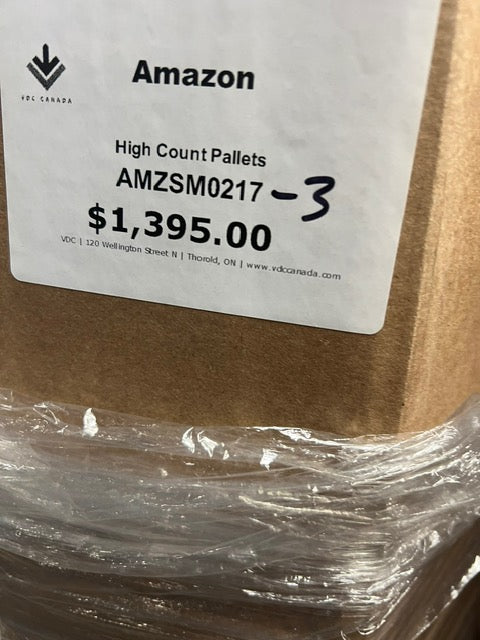 Amazon
VDC CANADA
High Count Pallets
AMZSM0217 -3
$1,395.00
VDC | 120 Wellington Street N | Thorold, ON | www.vdccanada.com